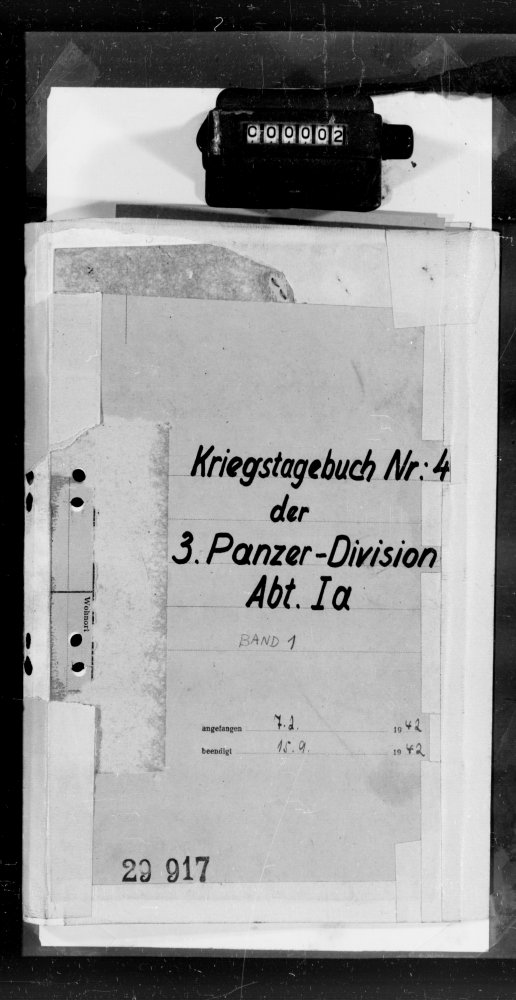 C00002
Kriegstagebuch Nr: 4
der
3. Panzer-Division
Abt. Ia
Wohnort
BAND 1
angefangen 7.2. 1942
beendigt 15.9. 1942
29 917